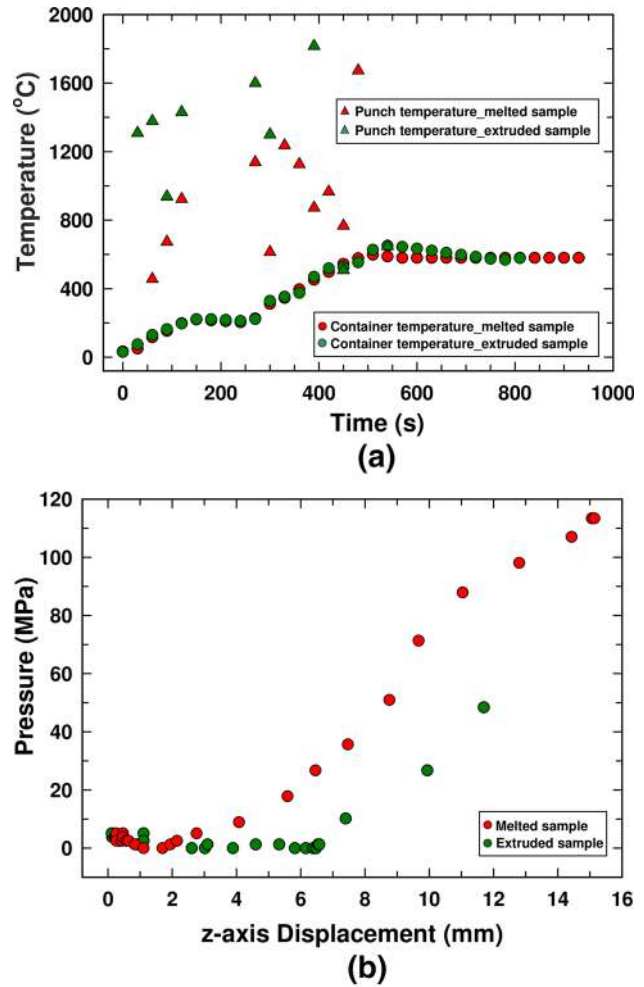 2000
1600
1200
800
400
0
Temperature (°C)
Punch temperature_melted sample
Punch temperature_extruded sample
Container temperature_melted sample
Container temperature_extruded sample
0 200 400 600 800 1000
Time (s)
(a)
120
100
80
60
40
20
0
Pressure (MPa)
Melted sample
Extruded sample
0 2 4 6 8 10 12 14 16
z-axis Displacement (mm)
(b)